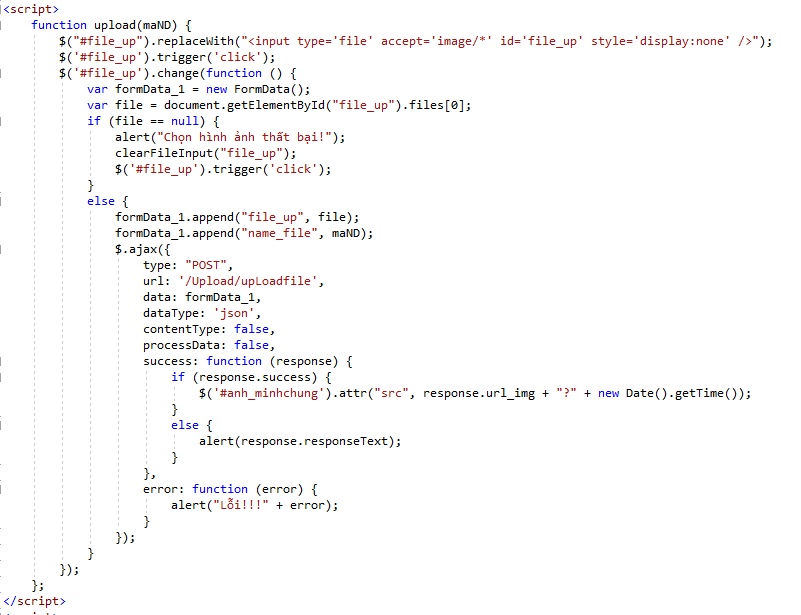 <script>
function upload(maND) {
$("#file_up").replaceWith("<input type='file' accept='image/*' id='file_up' style='display:none' />");
$('#file_up').trigger('click');
$('#file_up').change(function () {
var formData_1 = new FormData();
var file = document.getElementById("file_up").files[0];
if (file == null) {
alert("Chọn hình ảnh thất bại!");
clearFileInput("file_up");
$('#file_up').trigger('click');
}
else {
formData_1.append("file_up", file);
formData_1.append("name_file", maND);
$.ajax({
type: "POST",
url: '/Upload/upLoadfile',
data: formData_1,
dataType: 'json',
contentType: false,
processData: false,
success: function (response) {
if (response.success) {
$('#anh_minhchung').attr("src", response.url_img + "?" + new Date().getTime());
}
else {
alert(response.responseText);
}
},
error: function (error) {
alert("Lỗi!!!" + error);
}
});
}
});
};
</script>